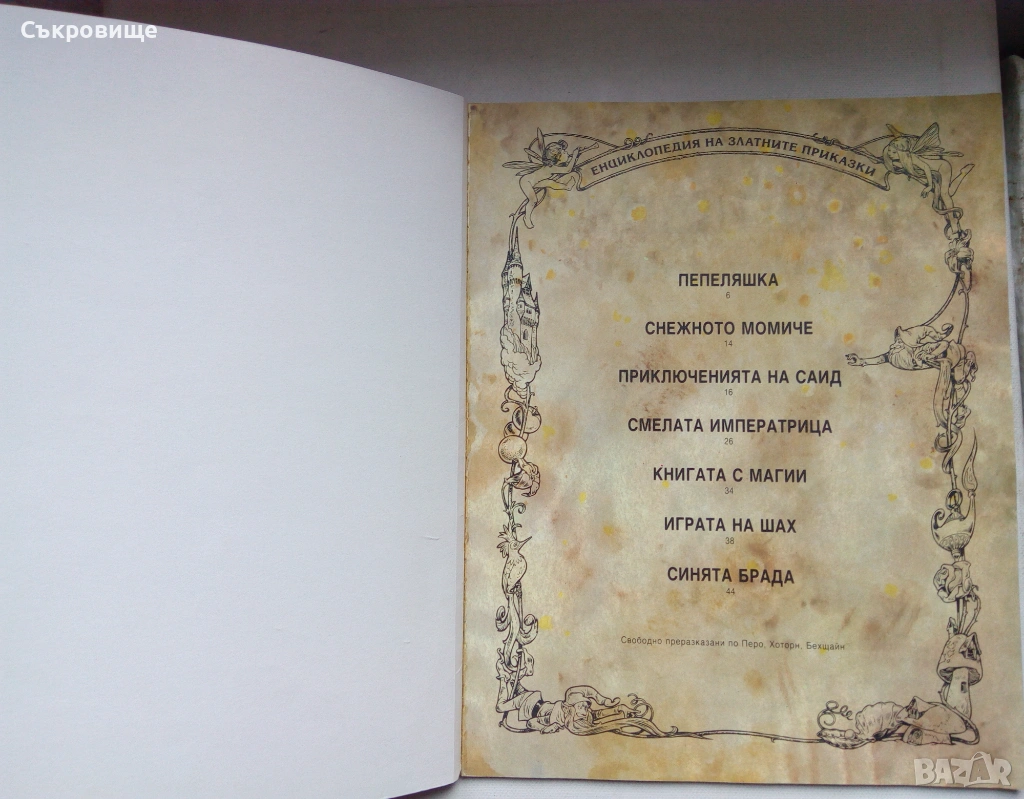 Съкровище
ЕНЦИКЛОПЕДИЯ НА ЗЛАТНИТЕ ПРИКАЗКИ
ПЕПЕЛЯШКА
6
СНЕЖНОТО МОМИЧЕ
14
ПРИКЛЮЧЕНИЯТА НА САИД
16
СМЕЛАТА ИМПЕРАТРИЦА
26
КНИГАТА С МАГИИ
34
ИГРАТА НА ШАХ
38
СИНЯТА БРАДА
44
Свободно преразказани по Перо, Хоторн, Бехщайн
BAZAR